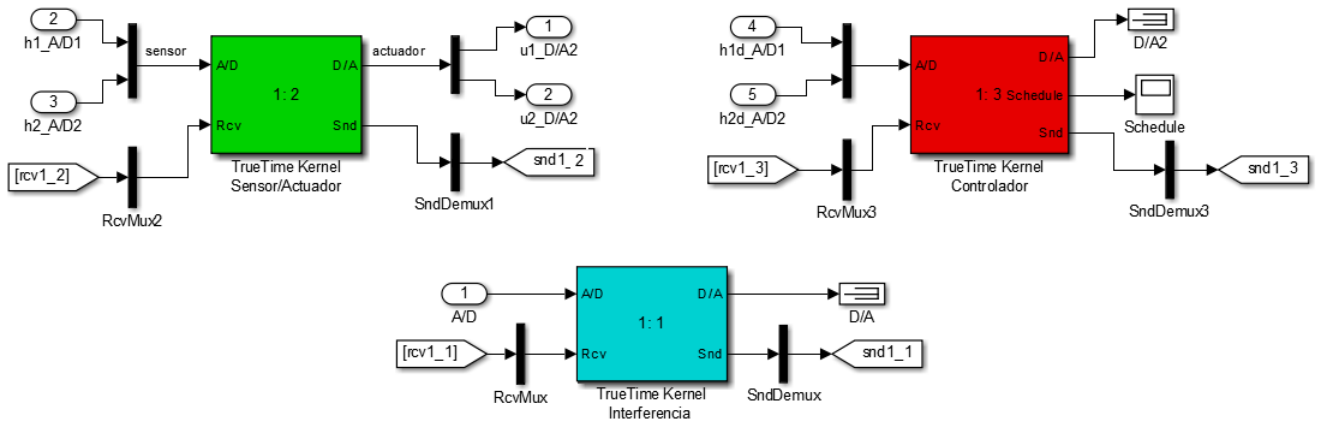 2
h1_A/D1
sensor
3
h2_A/D2
A/D
D/A
1: 2
Rcv
Snd
TrueTime Kernel
Sensor/Actuador
actuador
1
u1_D/A2
2
u2_D/A2
[rcv1_2]
RcvMux2
SndDemux1
snd1_2
4
h1d_A/D1
5
h2d_A/D2
A/D
D/A
1: 3
Schedule
Rcv
Snd
TrueTime Kernel
Controlador
D/A2
Schedule
[rcv1_3]
RcvMux3
SndDemux3
snd1_3
1
A/D
A/D
D/A
1: 1
Rcv
Snd
TrueTime Kernel
Interferencia
D/A
[rcv1_1]
RcvMux
SndDemux
snd1_1